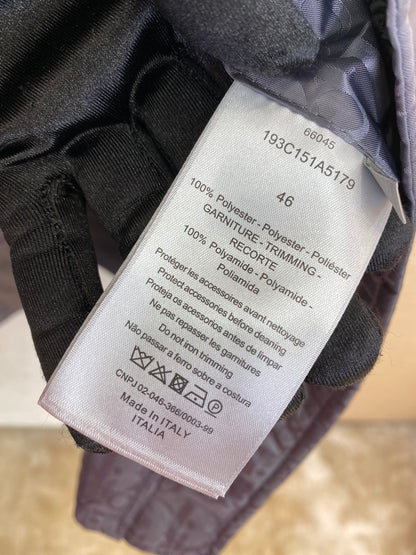 66045
193C151A5179
46
100% Polyester - Polyester - Poliéster
GARNITURE - TRIMMING -
RECORTE
100% Polyamide - Polyamide -
Poliamida
Protéger les accessoires avant nettoyage
Protect accessories before deaning
Proteja os acessorios antes de limpar
Ne pas repasser les garnitures
Do not iron trimming
Não passar a ferro sobre a costura
P
CNPJ 02-046-366/0003-99
Made In ITALY
ITALIA